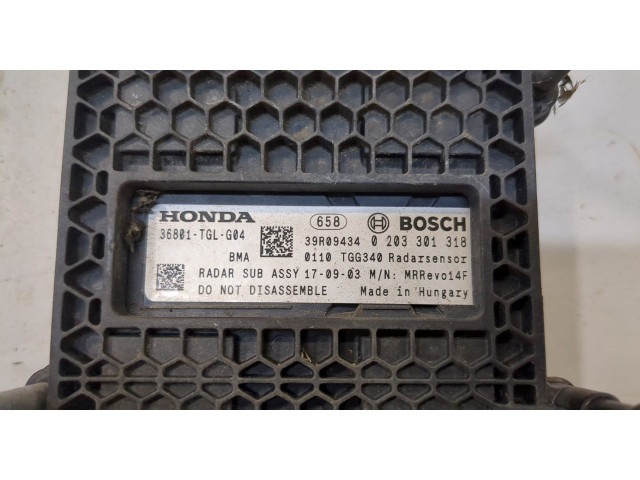 HONDA 658 BOSCH
36801-TGL-G04 39R09434 0 203 301 318
BMA 0110 TGG340 Radarsensor
RADAR SUB ASSY 17-09-03 M/N: MRRevo14F
DO NOT DISASSEMBLE Made in Hungary